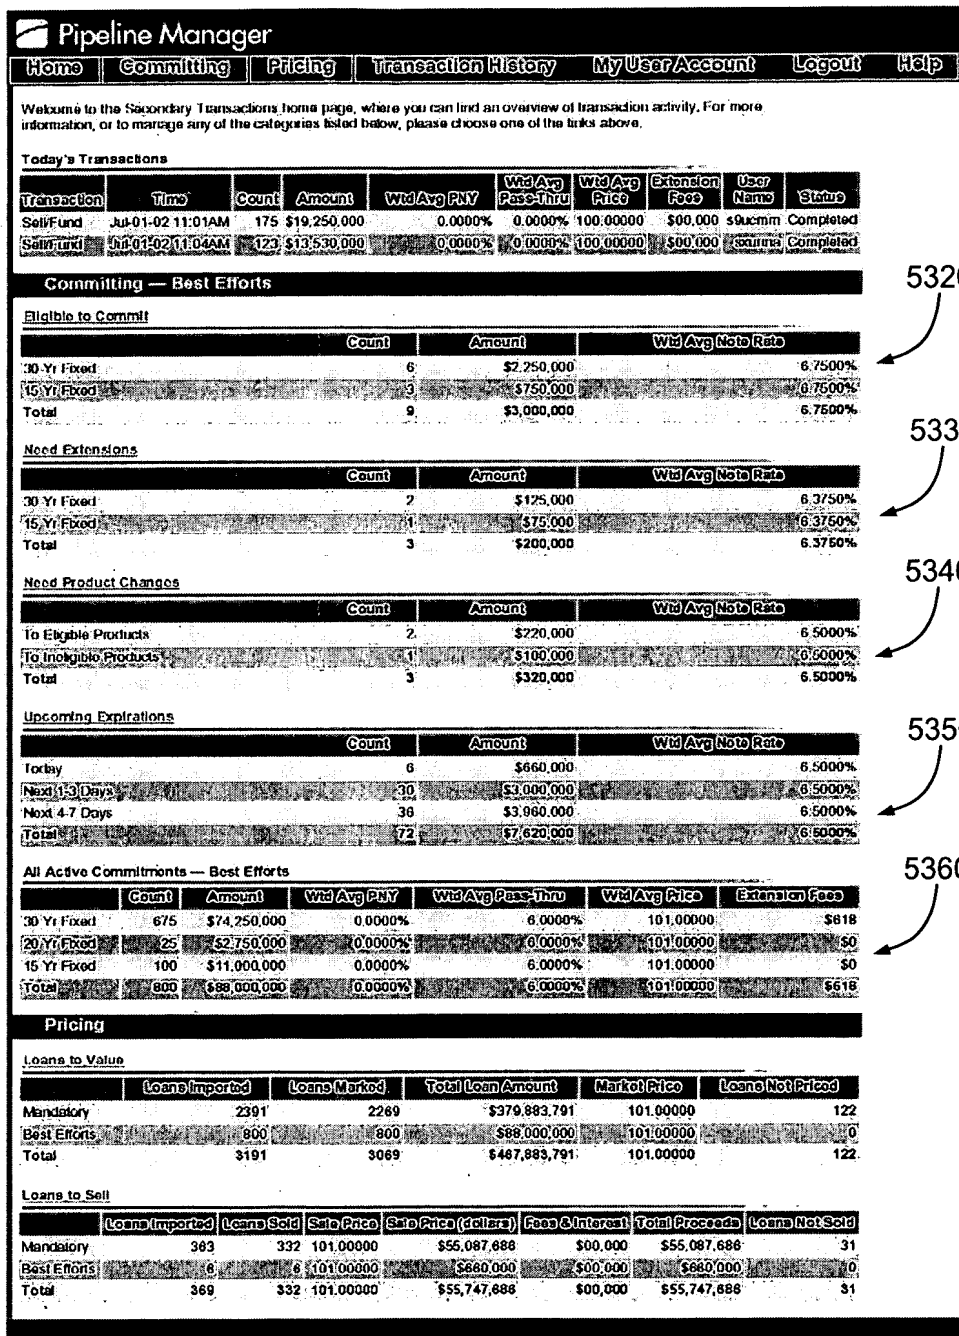 Pipeline Manager
Home Committing Pricing Transaction History My User Account Logout Help
Welcome to the Secondary Transactions home page, where you can find an overview of transaction activity. For more
information, or to manage any of the categories listed below, please choose one of the links above.
Today's Transactions
Transaction Time Count Amount Wtd Avg PNY Wtd Avg Pass-Thru Wtd Avg Price Extension Fees User Name Status
Sell/Fund Jul-01-02 11:01AM 175 $19,250,000 0.0000% 0.0000% 100.00000 $00,000 s9ucmm Completed
Sell/Fund Jul-01-02 11:04AM 123 $13,530,000 0.0000% 0.0000% 100.00000 $00,000 Completed
Committing — Best Efforts
5320
Eligible to Commit
Count Amount Wtd Avg Note Rate
30 Yr Fixed 6 $2,250,000 6.7500%
15 Yr Fixed 3 $750,000 6.7500%
Total 9 $3,000,000 6.7500%
533
Need Extensions
Count Amount Wtd Avg Note Rate
30 Yr Fixed 2 $125,000 6.3750%
15 Yr Fixed 1 $75,000 6.3750%
Total 3 $200,000 6.3750%
5340
Need Product Changes
Count Amount Wtd Avg Note Rate
To Eligible Products 2 $220,000 6.5000%
To Ineligible Products 1 $100,000 6.5000%
Total 3 $320,000 6.5000%
535
Upcoming Expirations
Count Amount Wtd Avg Note Rate
Today 6 $660,000 6.5000%
Next 1-3 Days 30 $3,000,000 6.5000%
Next 4-7 Days 36 $3,960,000 6.5000%
Total 72 $7,620,000 6.5000%
5360
All Active Commitments — Best Efforts
Count Amount Wtd Avg PNY Wtd Avg Pass-Thru Wtd Avg Price Extension Fees
30 Yr Fixed 675 $74,250,000 0.0000% 6.0000% 101.00000 $618
20 Yr Fixed 25 $2,750,000 0.0000% 6.0000% 101.00000 $0
15 Yr Fixed 100 $11,000,000 0.0000% 6.0000% 101.00000 $0
Total 800 $88,000,000 0.0000% 6.0000% 101.00000 $618
Pricing
Loans to Value
Loans Imported Loans Marked Total Loan Amount Market Price Loans Not Priced
Mandatory 2391 2269 $379,883,791 101.00000 122
Best Efforts 800 800 $88,000,000 101.00000 0
Total 3191 3069 $467,883,791 101.00000 122
Loans to Sell
Loans Imported Loans Sold Sale Price Sale Price (dollars) Fees & Interest Total Proceeds Loans Not Sold
Mandatory 363 332 101.00000 $55,087,686 $00,000 $55,087,686 31
Best Efforts 6 6 101.00000 $660,000 $00,000 $660,000 0
Total 369 332 101.00000 $55,747,686 $00,000 $55,747,686 31